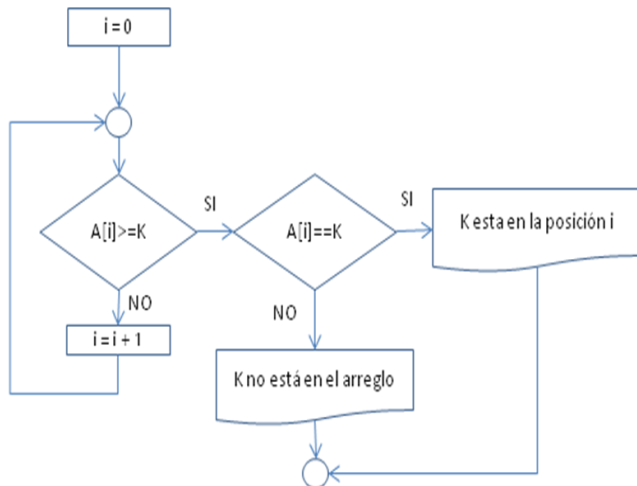 i = 0
A[i]>=K
SI
A[i]==K
SI
K esta en la posición i
NO
i = i + 1
NO
K no está en el arreglo